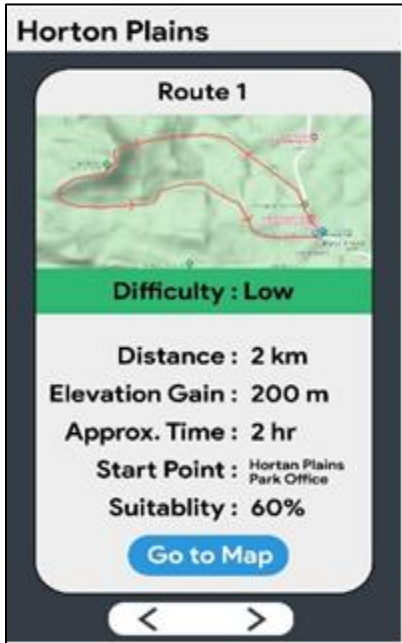 Horton Plains
Route 1
Difficulty : Low
Distance : 2 km
Elevation Gain : 200 m
Approx. Time : 2 hr
Start Point : Hortan Plains
Park Office
Suitablity : 60%
Go to Map
< >